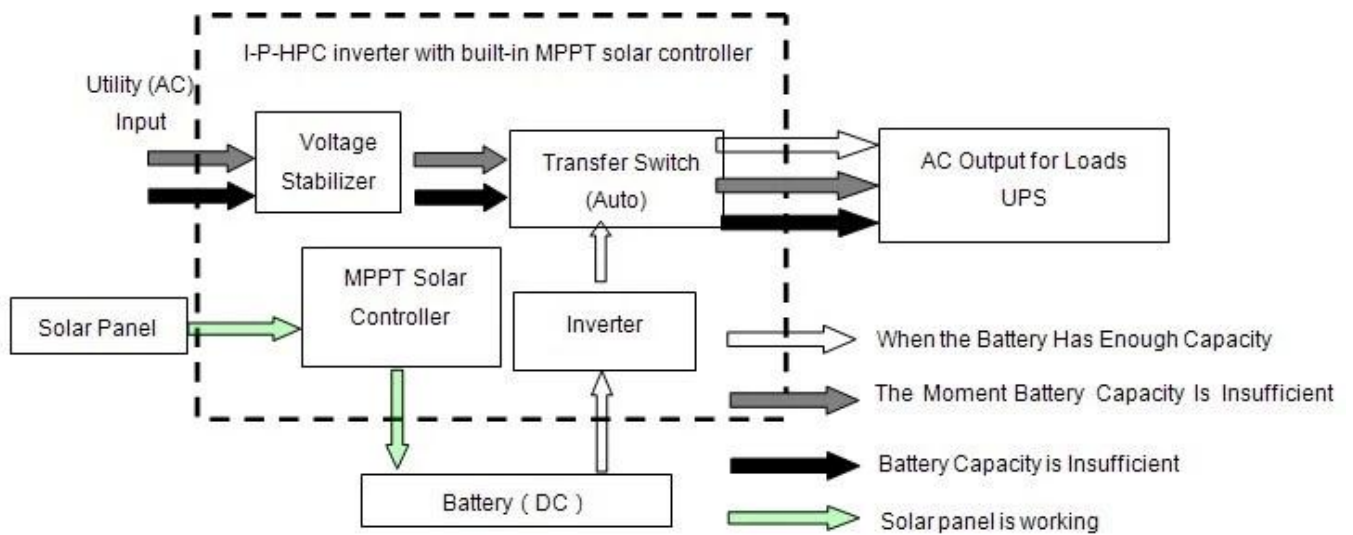 I-P-HPC inverter with built-in MPPT solar controller
Utility (AC)
Input
Voltage
Stabilizer
Transfer Switch
(Auto)
AC Output for Loads
UPS
MPPT Solar
Controller
Solar Panel
Inverter
When the Battery Has Enough Capacity
The Moment Battery Capacity Is Insufficient
Battery Capacity is Insufficient
Battery ( DC )
Solar panel is working